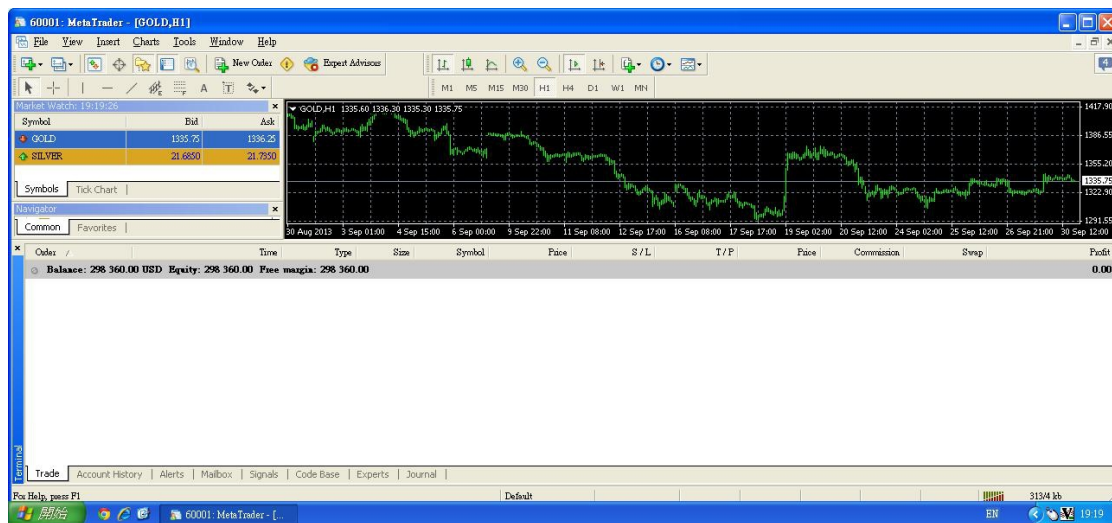 60001: MetaTrader - [GOLD,H1]
File View Insert Charts Tools Window Help
New Order Expert Advisors
4
A T
M1 M5 M15 M30 H1 H4 D1 W1 MN
Market Watch: 19:19:26
Symbol Bid Ask
GOLD 1335.75 1336.25
SILVER 21.6850 21.7350
Symbols Tick Chart
Navigator
Common Favorites
GOLD,H1 1335.60 1336.30 1335.30 1335.75
1417.90
1386.55
1355.20
1335.75
1322.90
1291.55
30 Aug 2013 3 Sep 01:00 4 Sep 15:00 6 Sep 00:00 9 Sep 22:00 11 Sep 08:00 12 Sep 17:00 16 Sep 08:00 17 Sep 17:00 19 Sep 02:00 20 Sep 12:00 24 Sep 02:00 25 Sep 12:00 26 Sep 21:00 30 Sep 12:00
Order / Time Type Size Symbol Price S / L T / P Price Commission Swap Profit
Balance: 298 360.00 USD Equity: 298 360.00 Free margin: 298 360.00 0.00
Terminal
Trade Account History Alerts Mailbox Signals Code Base Experts Journal
For Help, press F1 Default 313/4 kb
開始 60001: MetaTrader - [... EN 19:19